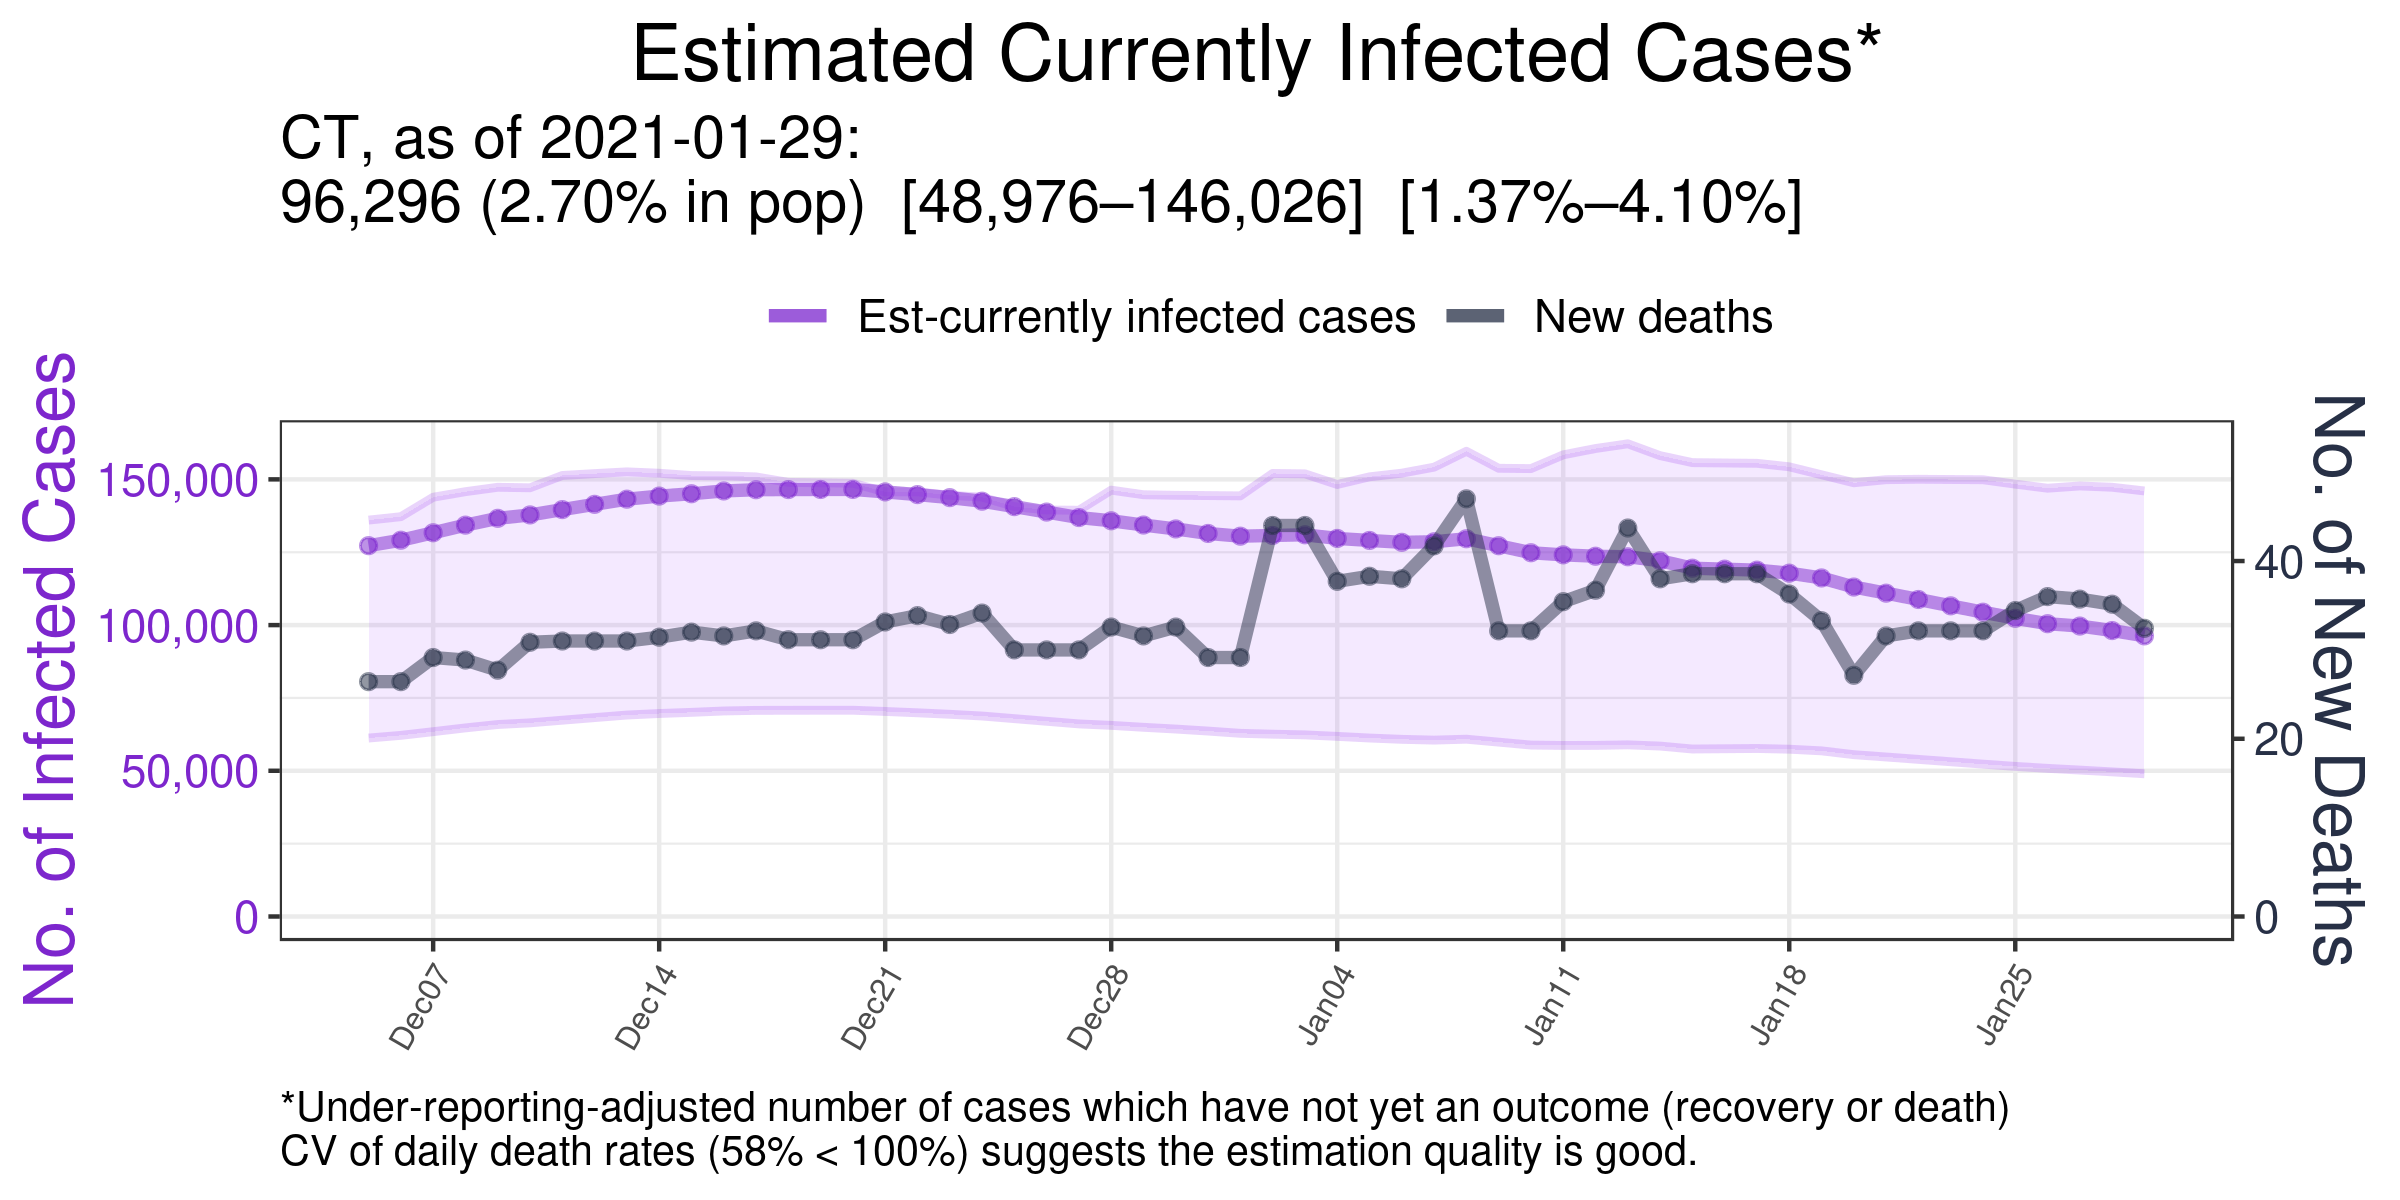 Estimated Currently Infected Cases*
CT, as of 2021-01-29:
96,296 (2.70% in pop)  [48,976–146,026]  [1.37%–4.10%]
Est-currently infected cases
New deaths
No. of Infected Cases
150,000
100,000
50,000
0
No. of New Deaths
40
20
0
Dec07
Dec14
Dec21
Dec28
Jan04
Jan11
Jan18
Jan25
*Under-reporting-adjusted number of cases which have not yet an outcome (recovery or death)
CV of daily death rates (58% < 100%) suggests the estimation quality is good.